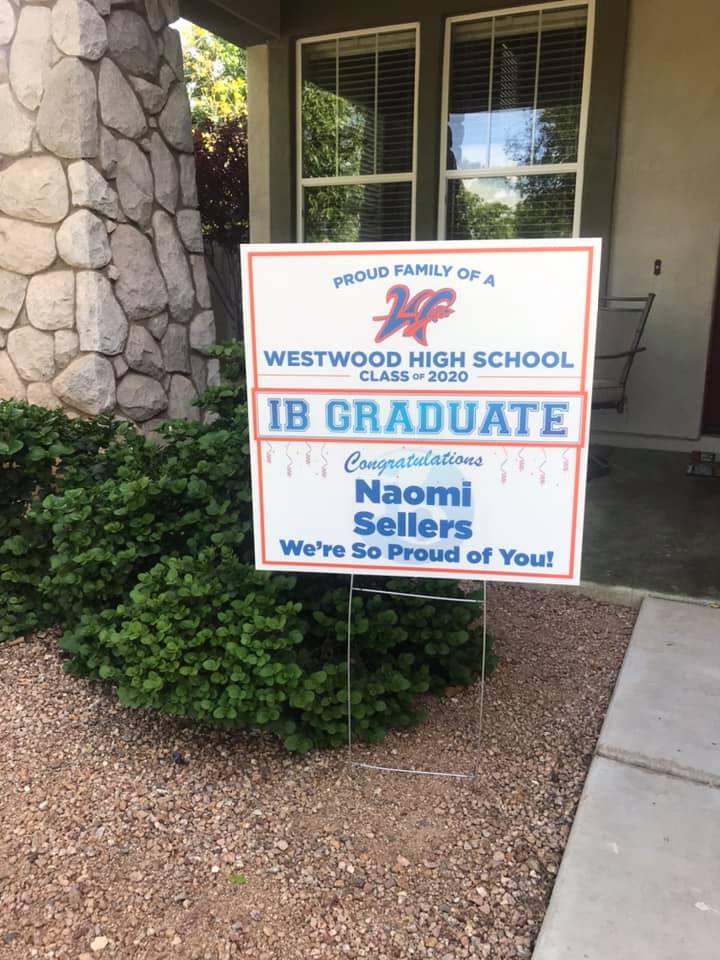 PROUD FAMILY OF A
WESTWOOD HIGH SCHOOL
CLASS OF 2020
IB GRADUATE
Congratulations
Naomi
Sellers
We're So Proud of You!